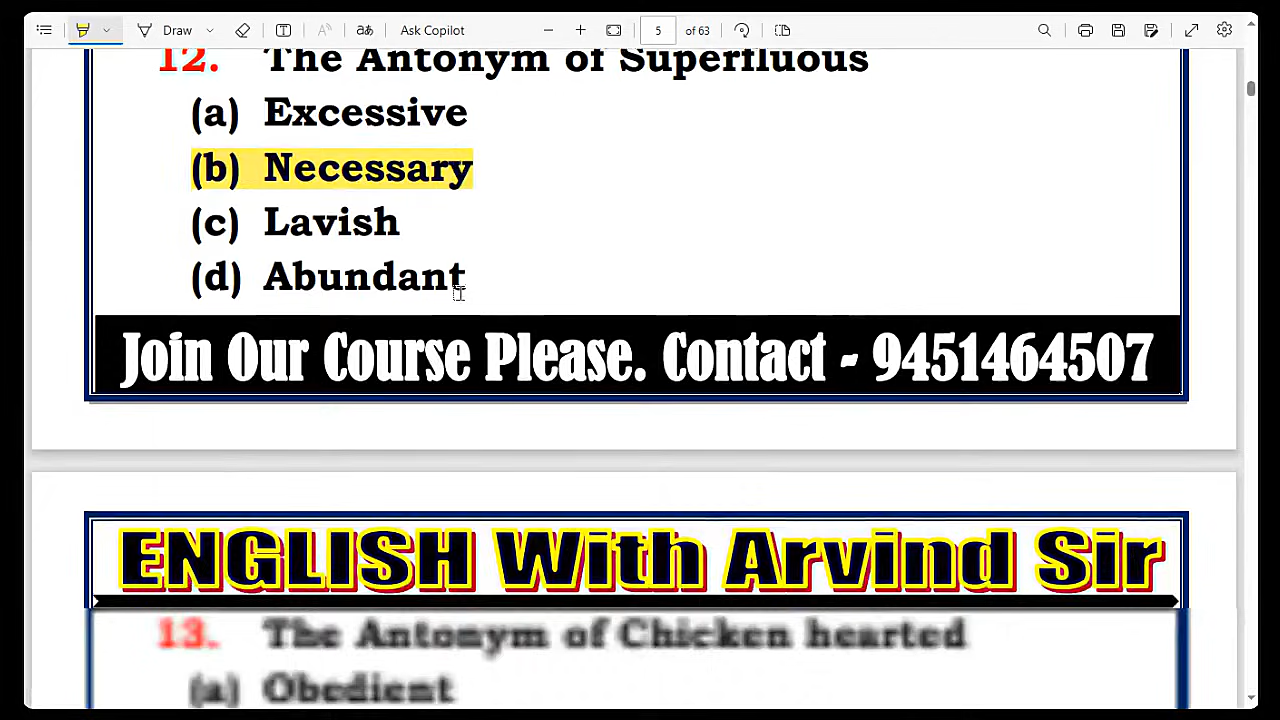 Draw
Ask Copilot
5 of 63
12. The Antonym of Superfluous
(a) Excessive
(b) Necessary
(c) Lavish
(d) Abundant
Join Our Course Please. Contact - 9451464507
ENGLISH With Arvind Sir
13. The Antonym of Chicken hearted
(a) Obedient